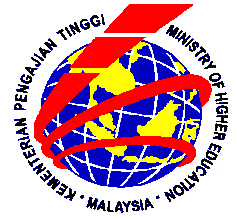 KEMENTERIAN PENGAJIAN TINGGI
MINISTRY OF HIGHER EDUCATION
• MALAYSIA •